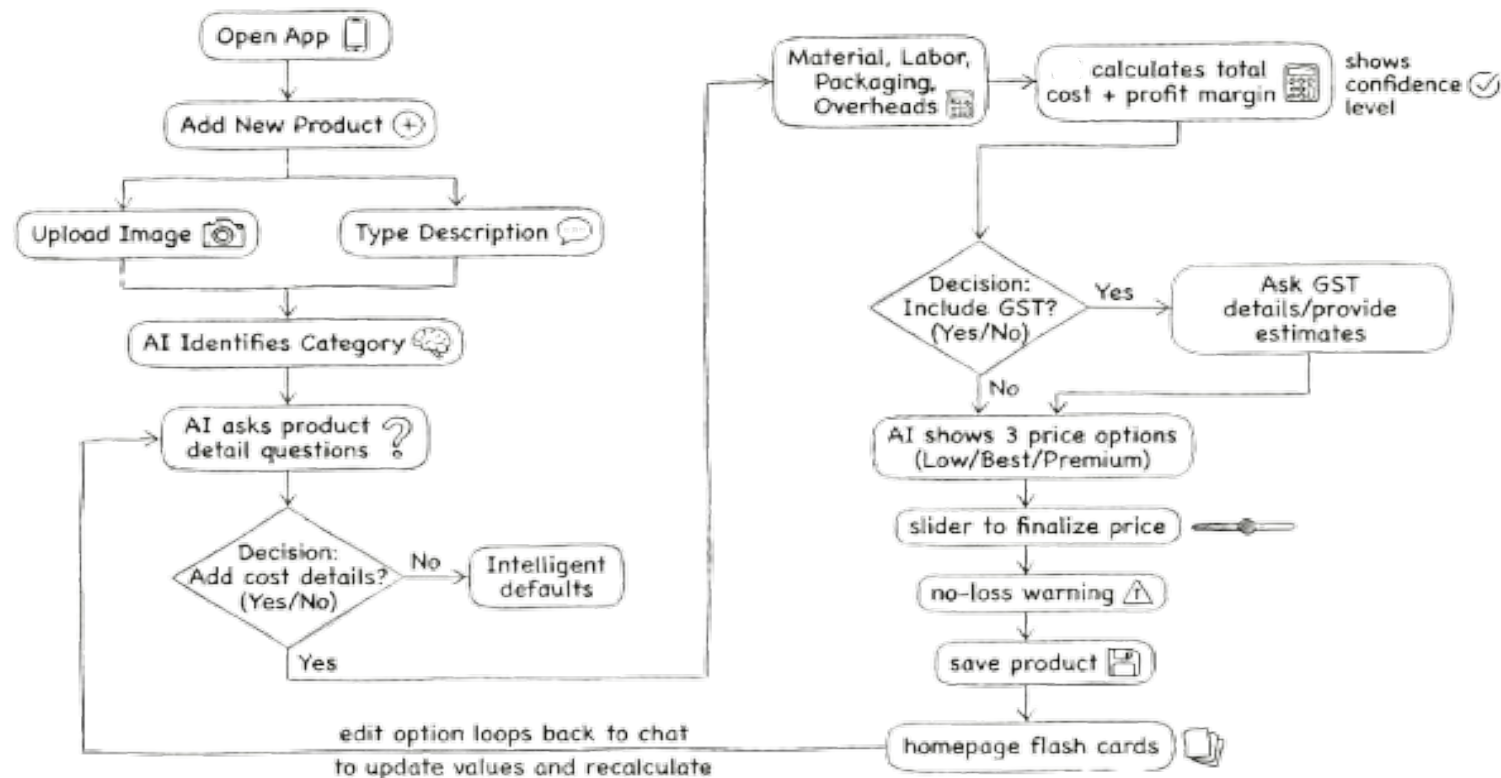 Open App
Add New Product
Upload Image
Type Description
AI Identifies Category
AI asks product
detail questions
Decision:
Add cost details?
(Yes/No)
No
Intelligent
defaults
Yes
Material, Labor,
Packaging,
Overheads
calculates total
cost + profit margin
shows
confidence
level
Decision:
Include GST?
(Yes/No)
Yes
Ask GST
details/provide
estimates
No
AI shows 3 price options
(Low/Best/Premium)
slider to finalize price
no-loss warning
save product
homepage flash cards
edit option loops back to chat
to update values and recalculate